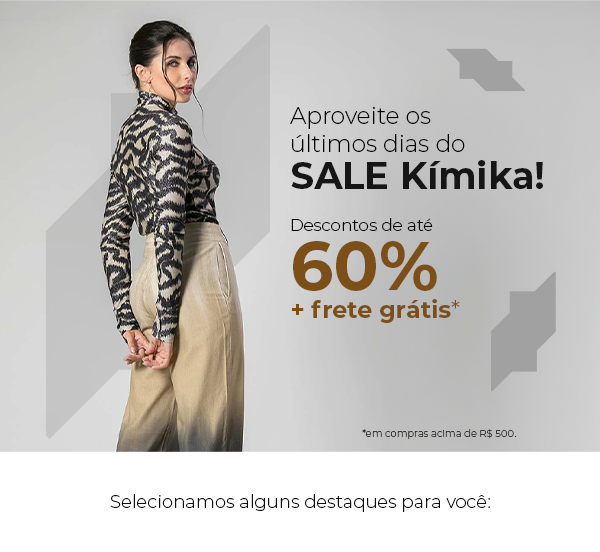 Aproveite os
últimos dias do
SALE Kímika!
Descontos de até
60%
+ frete grátis*
*em compras acima de R$ 500.
Selecionamos alguns destaques para você: